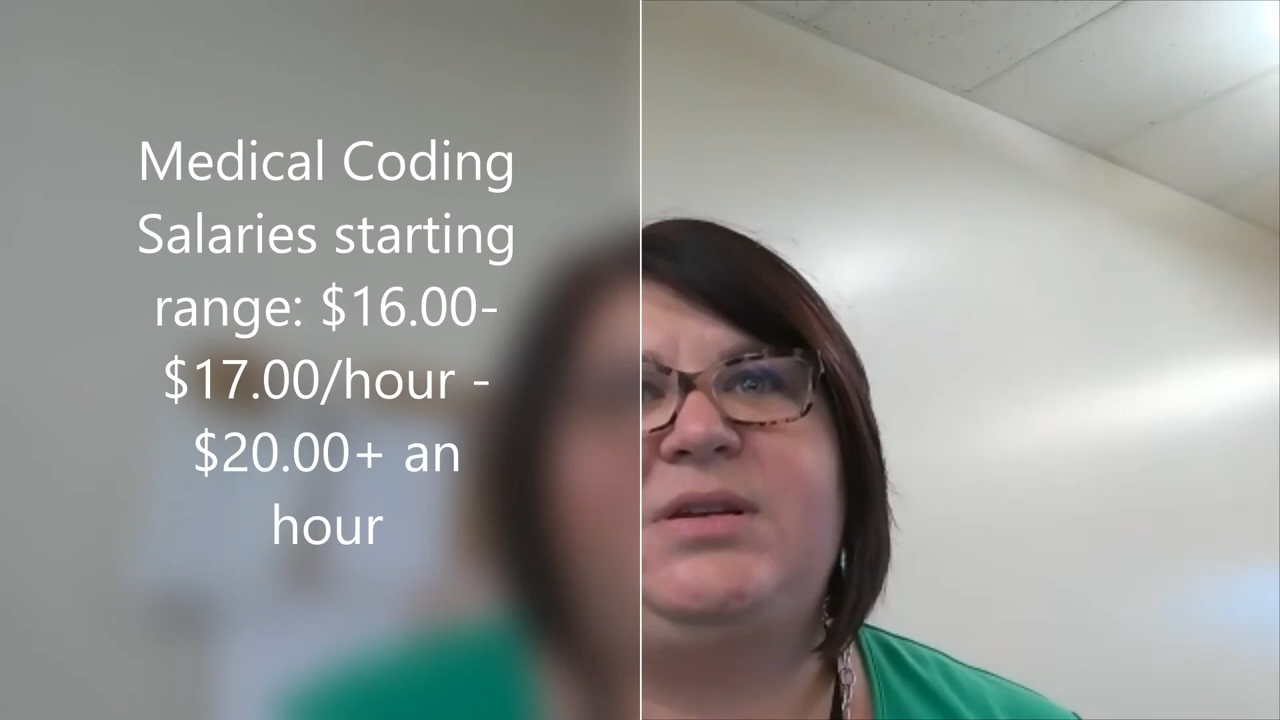 Medical Coding
Salaries starting
range: $16.00-
$17.00/hour -
$20.00+ an
hour